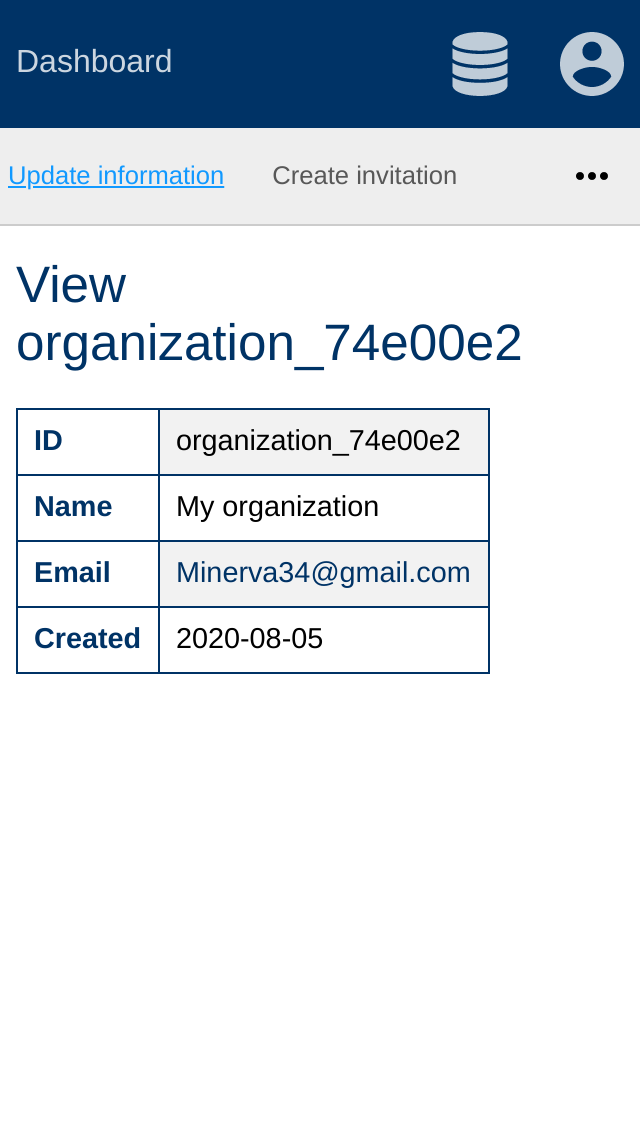 Dashboard
Update information Create invitation •••
View
organization_74e00e2
ID organization_74e00e2
Name My organization
Email Minerva34@gmail.com
Created 2020-08-05